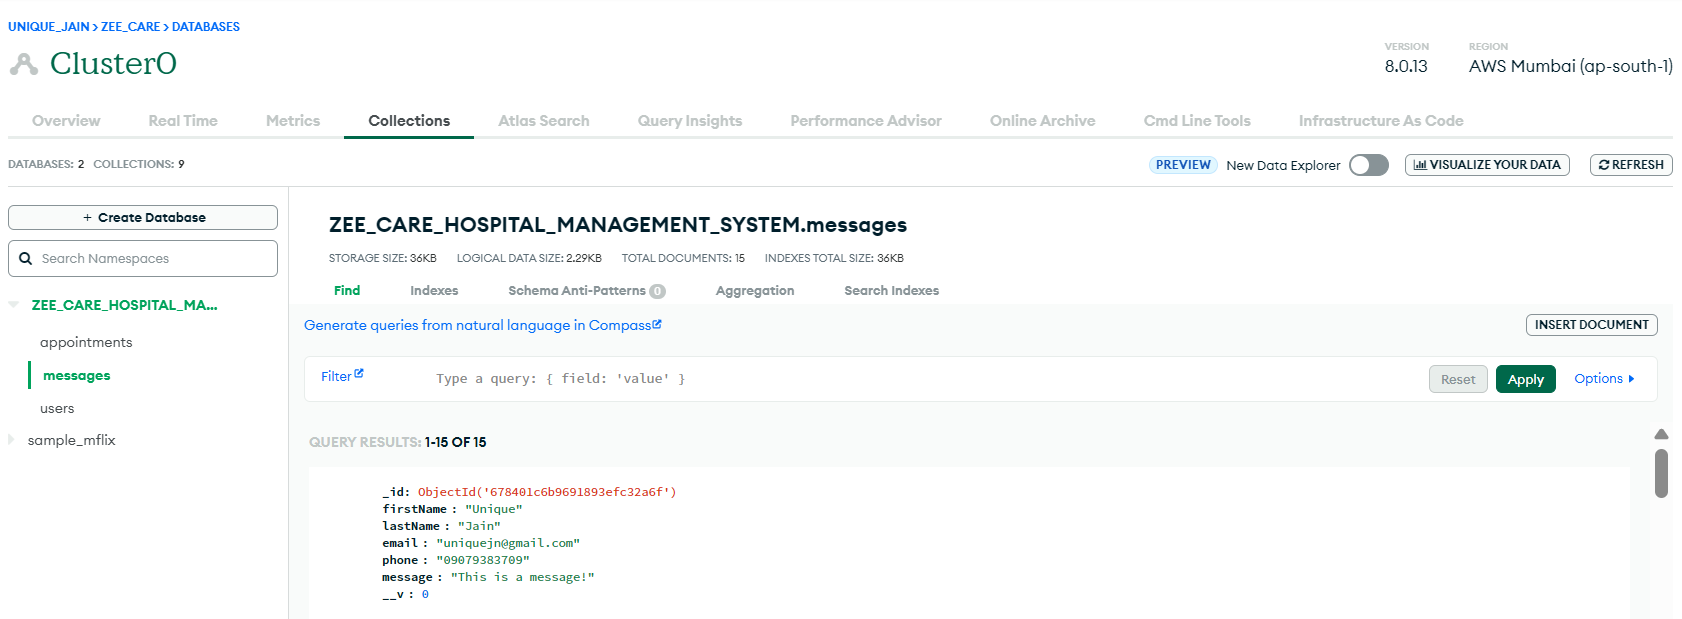 UNIQUE_JAIN > ZEE_CARE > DATABASES
Cluster0
VERSION
8.0.13
REGION
AWS Mumbai (ap-south-1)
Overview
Real Time
Metrics
Collections
Atlas Search
Query Insights
Performance Advisor
Online Archive
Cmd Line Tools
Infrastructure As Code
DATABASES: 2 COLLECTIONS: 9
PREVIEW
New Data Explorer
VISUALIZE YOUR DATA
REFRESH
+ Create Database
Search Namespaces
ZEE_CARE_HOSPITAL_MA...
appointments
messages
users
sample_mflix
ZEE_CARE_HOSPITAL_MANAGEMENT_SYSTEM.messages
STORAGE SIZE: 36KB LOGICAL DATA SIZE: 2.29KB TOTAL DOCUMENTS: 15 INDEXES TOTAL SIZE: 36KB
Find
Indexes
Schema Anti-Patterns 0
Aggregation
Search Indexes
Generate queries from natural language in Compass
INSERT DOCUMENT
Filter
Type a query: { field: 'value' }
Reset
Apply
Options
QUERY RESULTS: 1-15 OF 15
_id: ObjectId('678401c6b9691893efc32a6f')
firstName : "Unique"
lastName : "Jain"
email : "uniquejn@gmail.com"
phone : "09079383709"
message : "This is a message!"
__v : 0